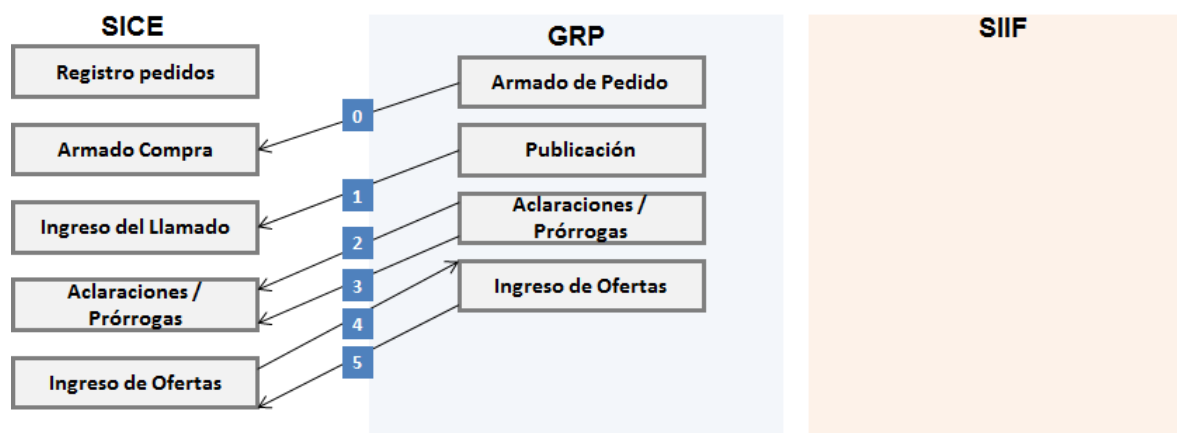 SICE
GRP
SIIF
Registro pedidos
Armado de Pedido
0
Armado Compra
Publicación
1
Ingreso del Llamado
Aclaraciones /
Prórrogas
2
3
Aclaraciones /
Prórrogas
Ingreso de Ofertas
4
5
Ingreso de Ofertas